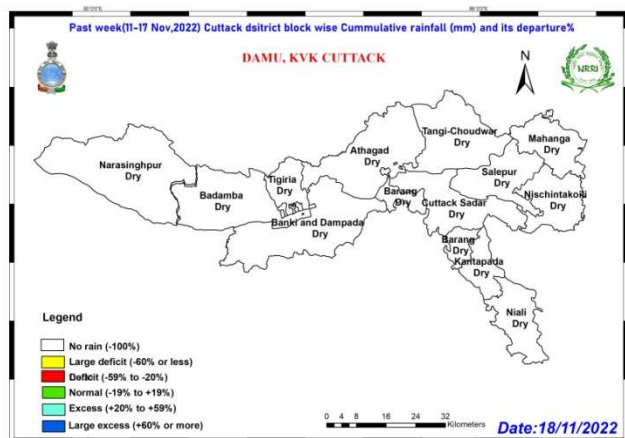 Past week(11-17 Nov,2022) Cuttack dsitrict block wise Cummulative rainfall (mm) and its departure%
DAMU, KVK CUTTACK
N
NRRI
Tangi-Choudwar
Dry
Mahanga
Dry
Athagad
Dry
Narasinghpur
Dry
Salepur
Dry
Tigiria
Dry
Badamba
Dry
Barang
Dry
Nischintakoili
Dry
Cuttack Sadar
Dry
Banki and Dampada
Dry
Barang
Dry
Kantapada
Dry
Niali
Dry
Legend
No rain (-100%)
Large deficit (-60% or less)
Deficit (-59% to -20%)
Normal (-19% to +19%)
Excess (+20% to +59%)
Large excess (+60% or more)
0 4 8 16 24 32
Kilometers
Date:18/11/2022